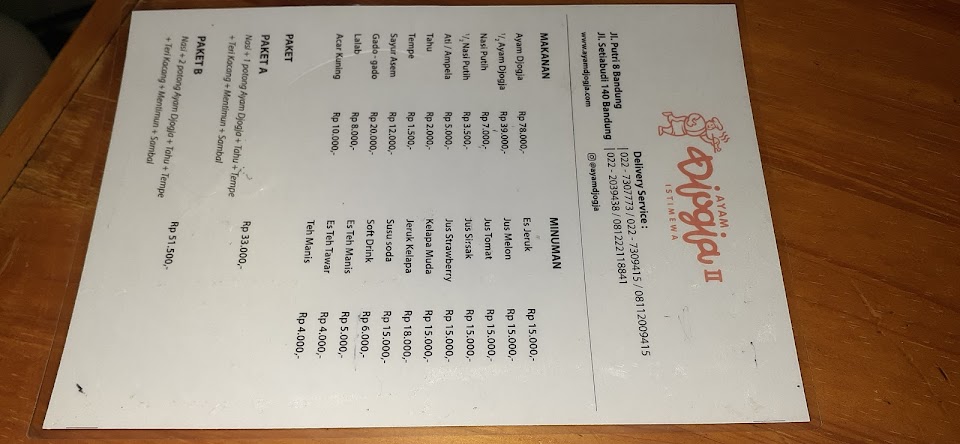 AYAM
Djogja II
ISTIMEWA
Delivery Service :
Jl. Putri 8 Bandung | 022 - 7307773 / 022 - 7309415 / 08112009415
Jl. Setiabudi 140 Bandung | 022 - 2039438 / 081222118841
www.ayamdjogja.com @ayamdjogja
MAKANAN
Ayam Djogja Rp 78.000,-
½ Ayam Djogja Rp 39.000,-
Nasi Putih Rp 7.000,-
½ Nasi Putih Rp 3.500,-
Ati / Ampela Rp 5.000,-
Tahu Rp 2.000,-
Tempe Rp 1.500,-
Sayur Asem Rp 12.000,-
Gado - gado Rp 20.000,-
Lalab Rp 8.000,-
Acar Kuning Rp 10.000,-
MINUMAN
Es Jeruk Rp 15.000,-
Jus Melon Rp 15.000,-
Jus Tomat Rp 15.000,-
Jus Sirsak Rp 15.000,-
Jus Strawberry Rp 15.000,-
Kelapa Muda Rp 15.000,-
Jeruk Kelapa Rp 18.000,-
Susu soda Rp 15.000,-
Soft Drink Rp 6.000,-
Es Teh Manis Rp 5.000,-
Es Teh Tawar Rp 4.000,-
Teh Manis Rp 4.000,-
PAKET
PAKET A
Nasi + 1 potong Ayam Djogja + Tahu + Tempe Rp 33.000,-
+ Teri Kacang + Mentimun + Sambal
PAKET B
Nasi + 2 potong Ayam Djogja + Tahu + Tempe Rp 51.500,-
+ Teri Kacang + Mentimun + Sambal